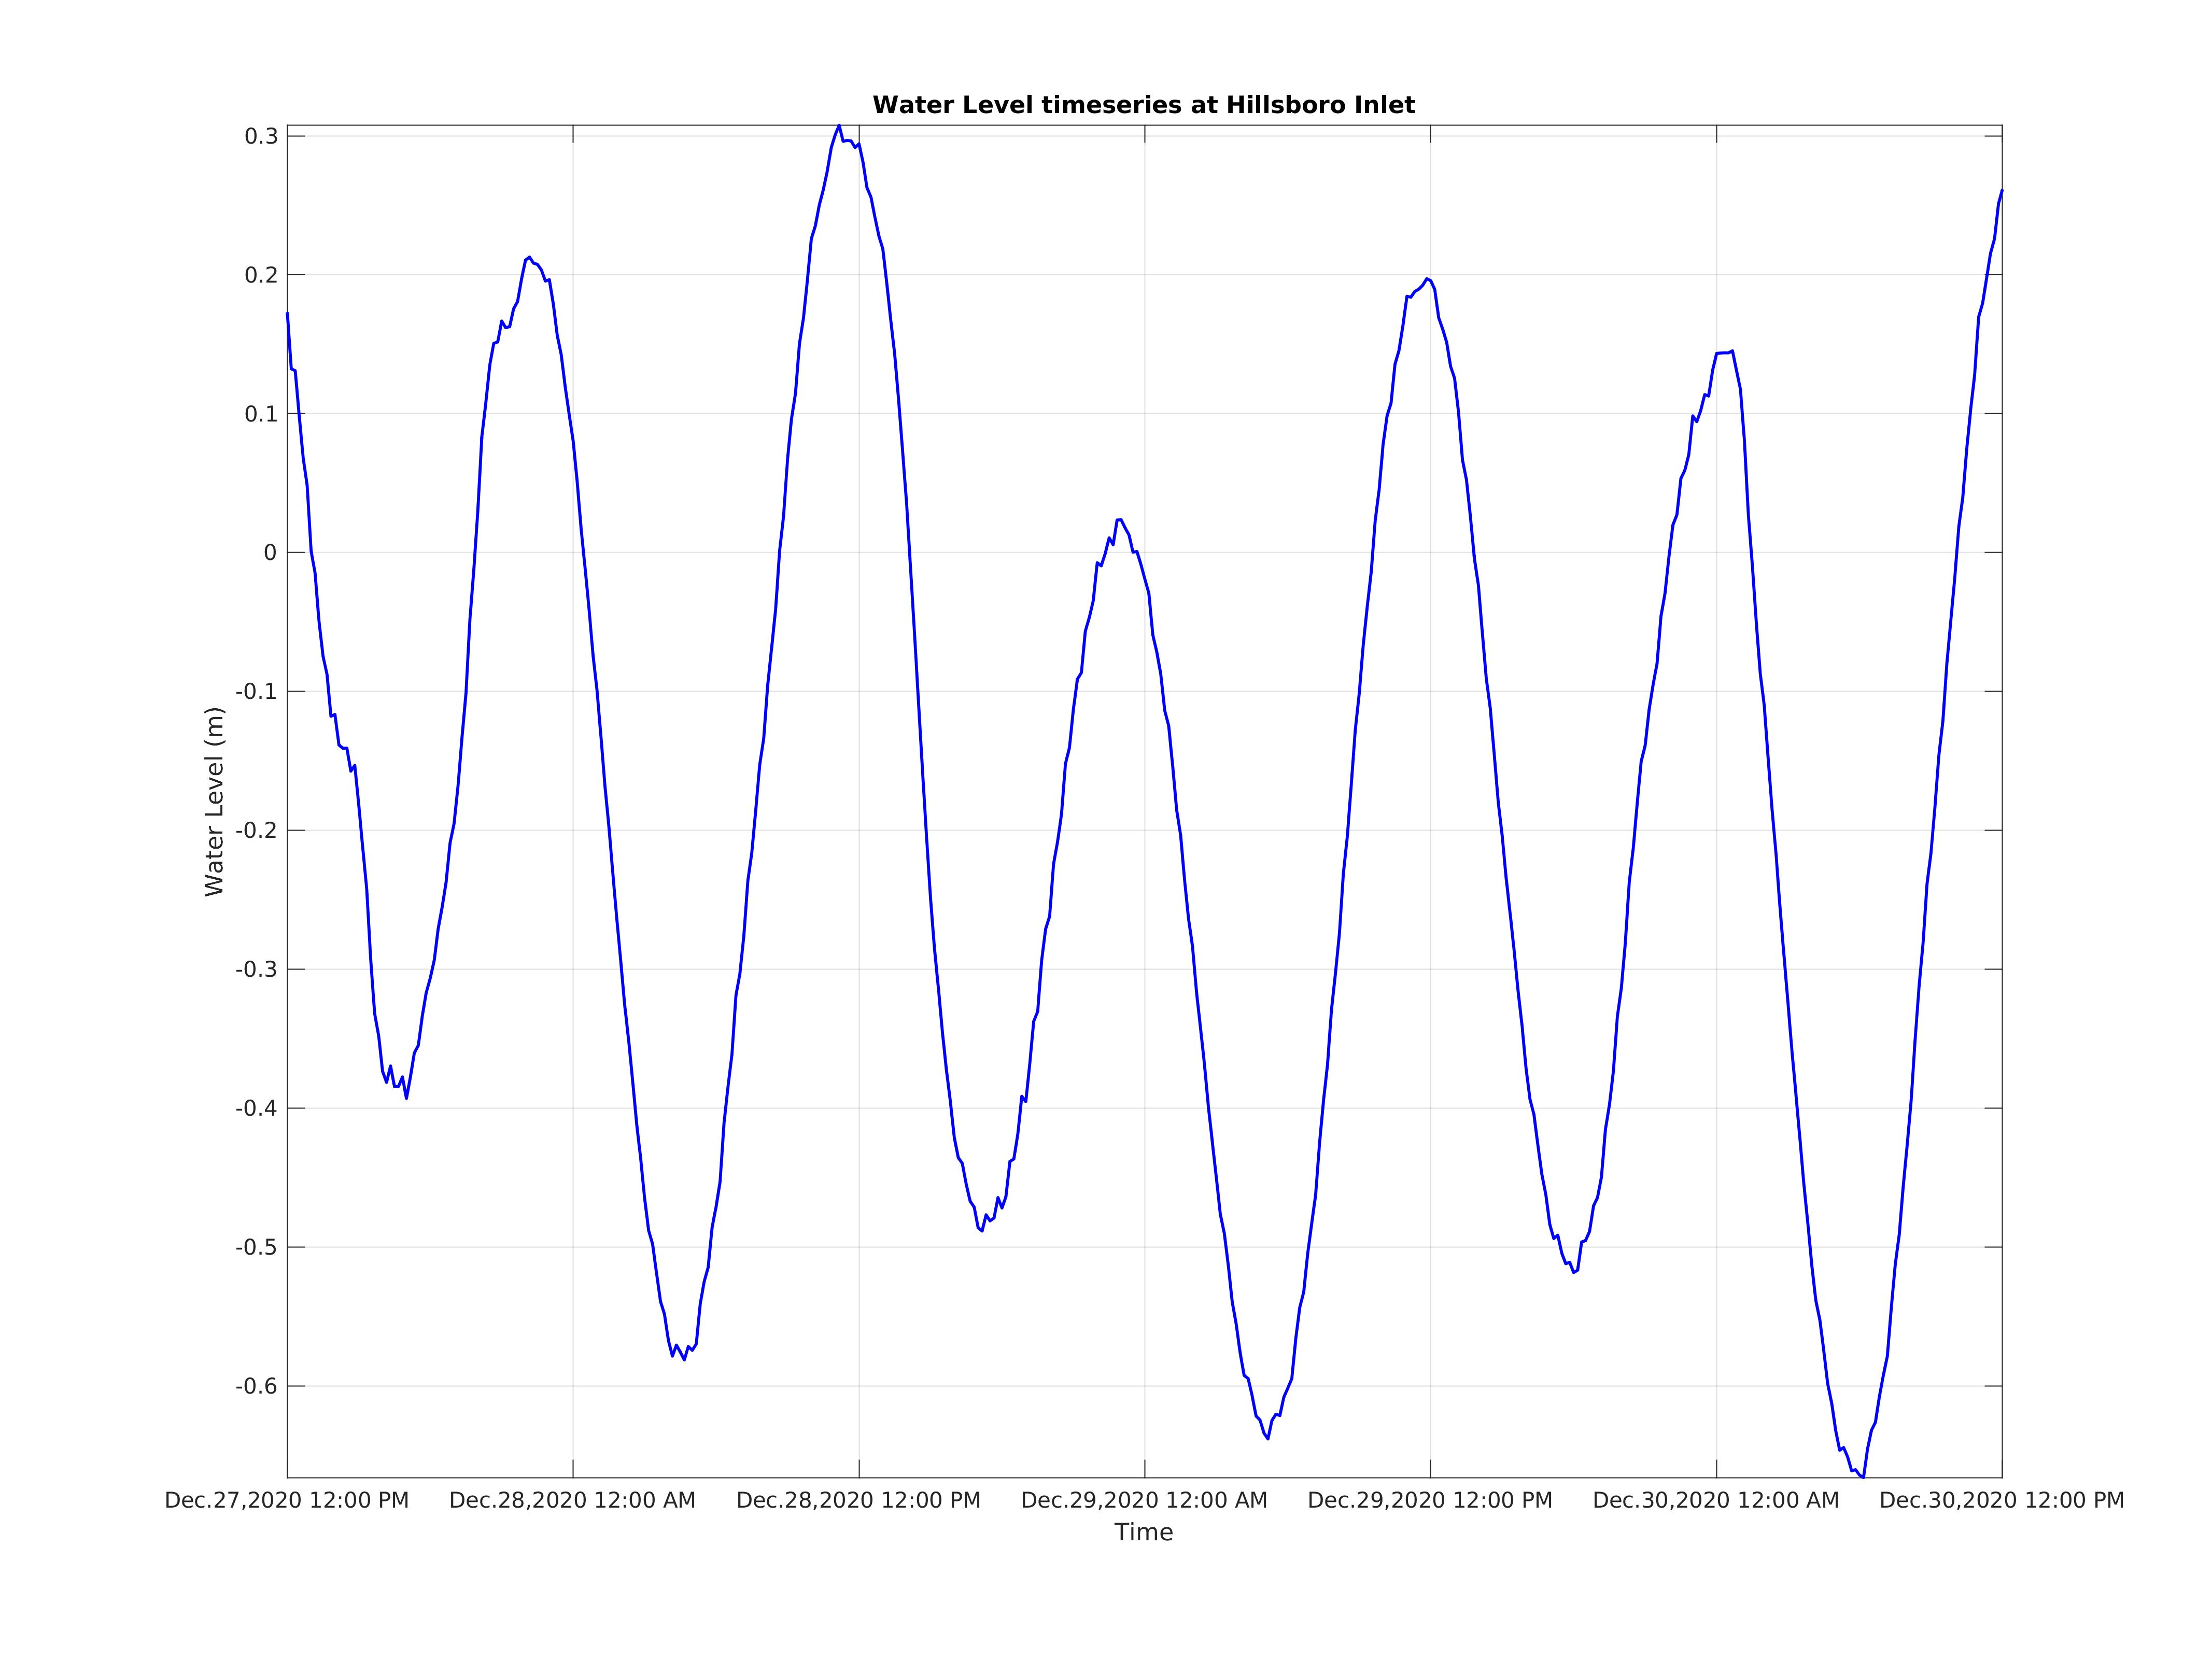 Water Level timeseries at Hillsboro Inlet
0.3
0.2
0.1
0
-0.1
-0.2
-0.3
-0.4
-0.5
-0.6
Water Level (m)
Dec.27,2020 12:00 PM Dec.28,2020 12:00 AM Dec.28,2020 12:00 PM Dec.29,2020 12:00 AM Dec.29,2020 12:00 PM Dec.30,2020 12:00 AM Dec.30,2020 12:00 PM
Time